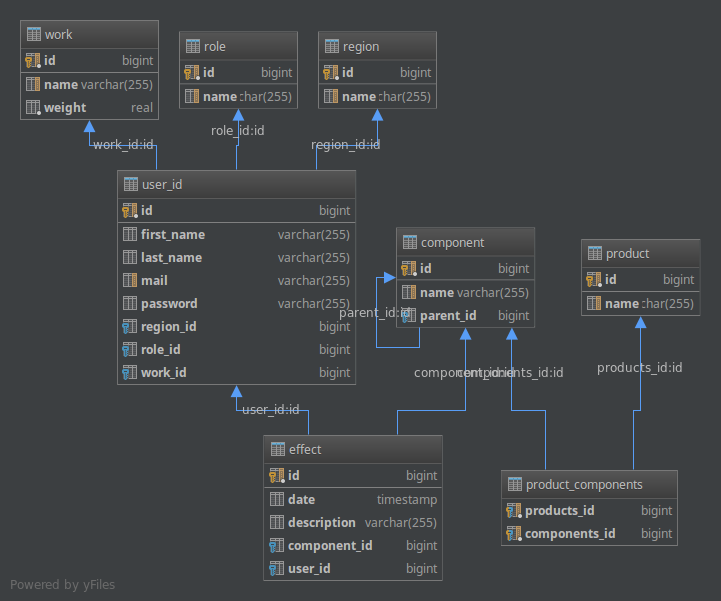 work
id bigint
name varchar(255)
weight real
role
id bigint
name :har(255)
region
id bigint
name :har(255)
work_id:id
role_id:id
region_id:id
user_id
id bigint
first_name varchar(255)
last_name varchar(255)
mail varchar(255)
password varchar(255)
region_id bigint
role_id bigint
work_id bigint
component
id bigint
name varchar(255)
parent_id bigint
parent_id:id
product
id bigint
name :har(255)
component_id:id
components_id:id
products_id:id
user_id:id
effect
id bigint
date timestamp
description varchar(255)
component_id bigint
user_id bigint
product_components
products_id bigint
components_id bigint
Powered by yFiles